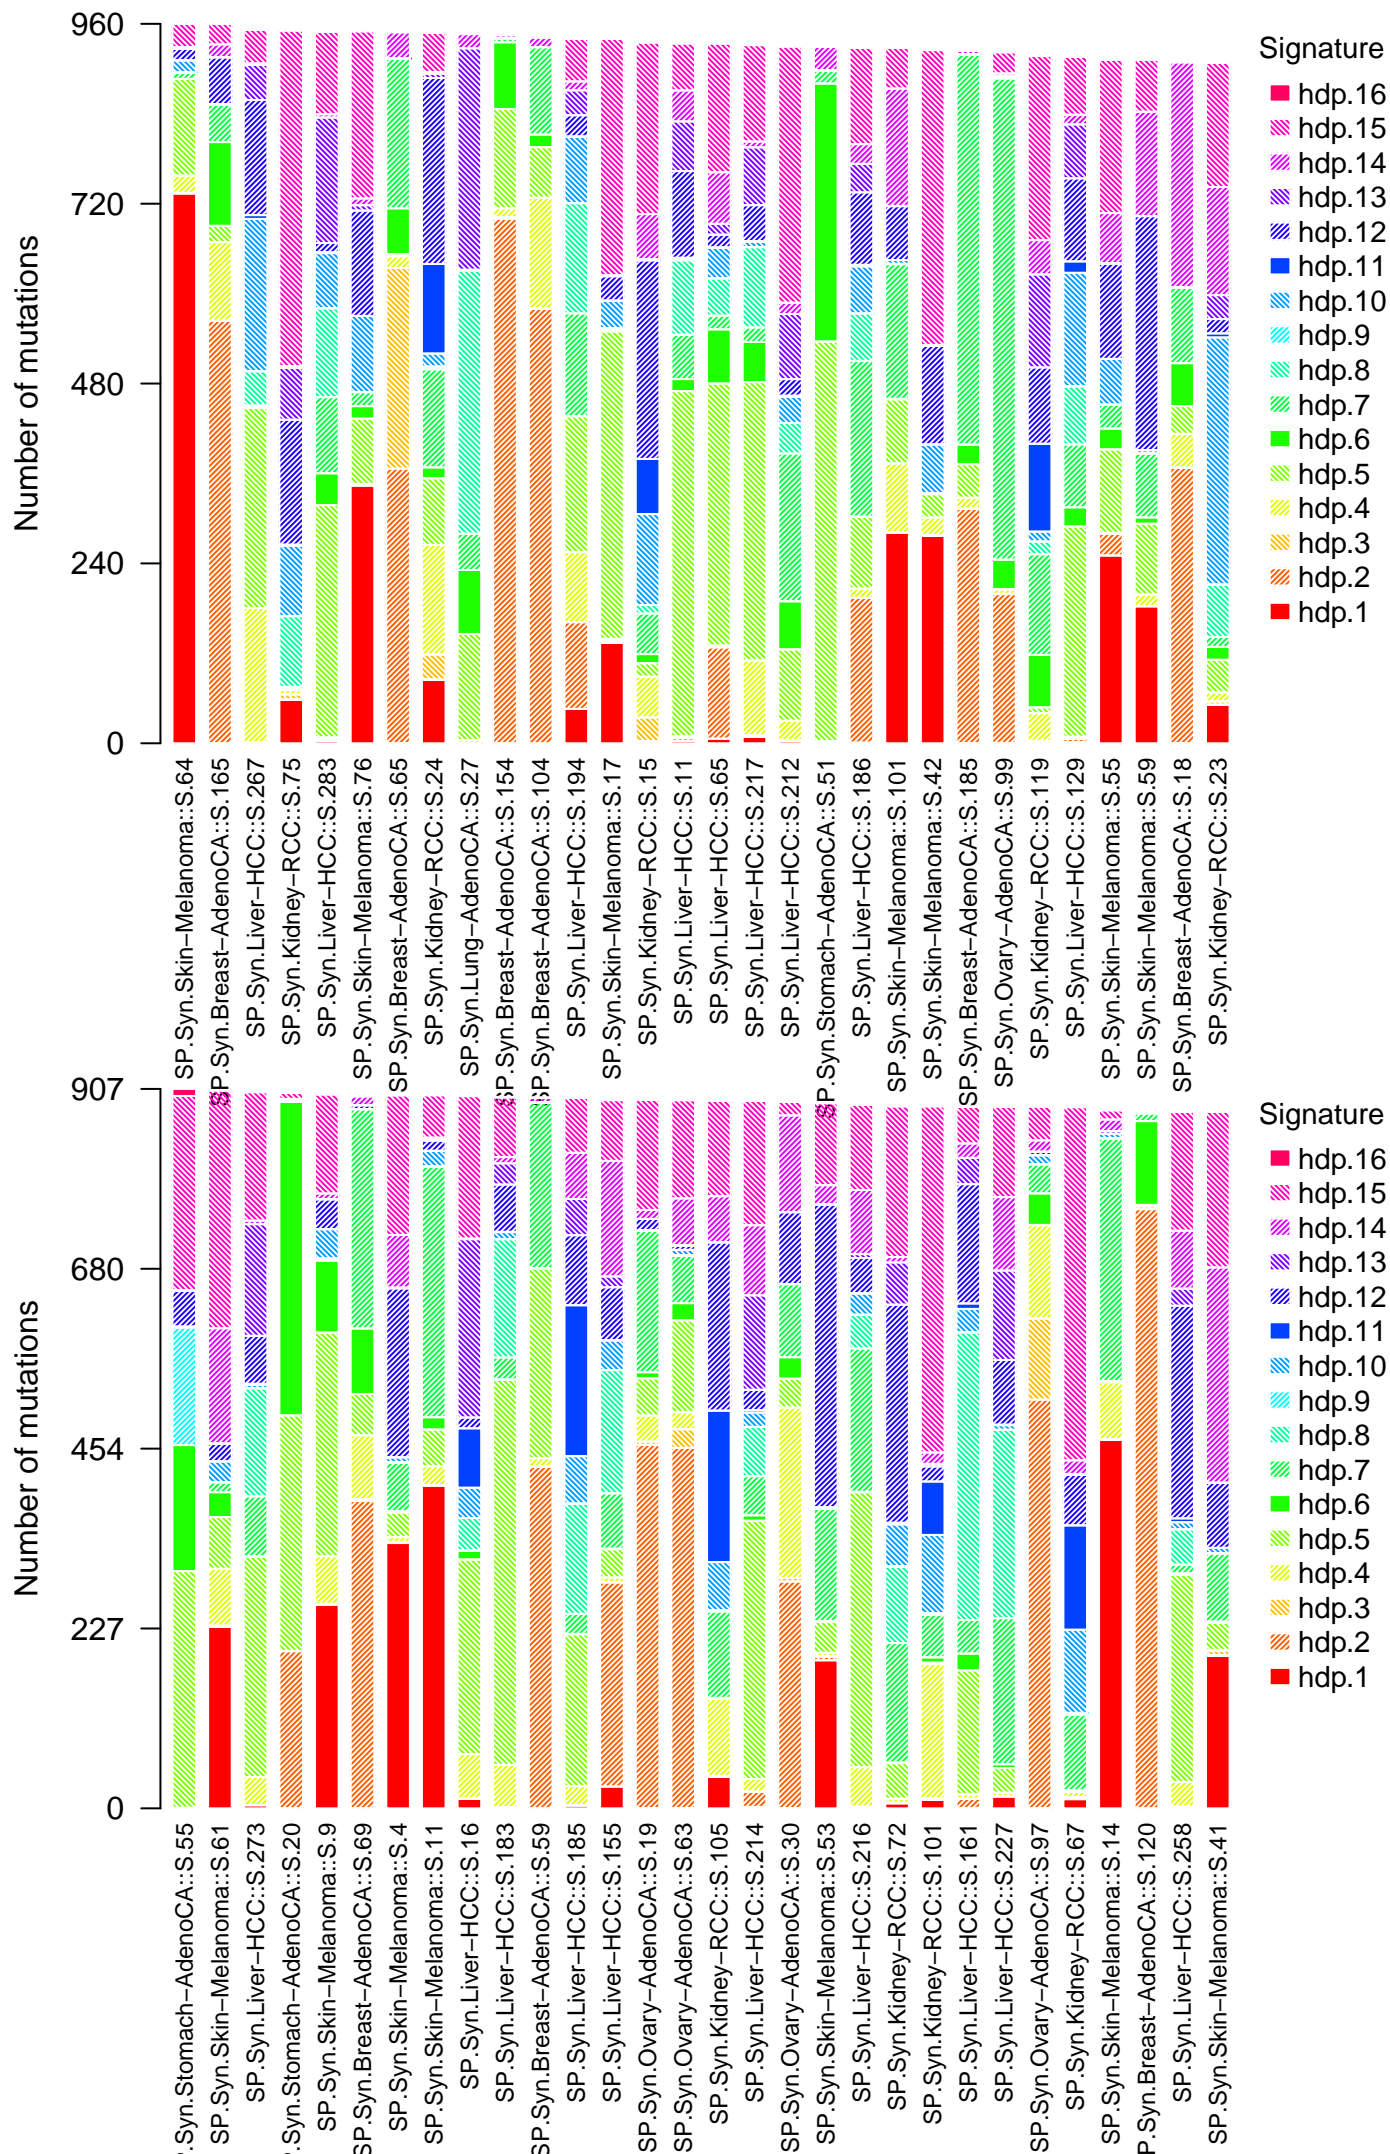 960
720
480
240
0
Number of mutations
Signature
hdp.16
hdp.15
hdp.14
hdp.13
hdp.12
hdp.11
hdp.10
hdp.9
hdp.8
hdp.7
hdp.6
hdp.5
hdp.4
hdp.3
hdp.2
hdp.1
SP.Syn.Skin−Melanoma::S.64
SP.Syn.Breast−AdenoCA::S.165
SP.Syn.Liver−HCC::S.267
SP.Syn.Kidney−RCC::S.75
SP.Syn.Liver−HCC::S.283
SP.Syn.Skin−Melanoma::S.76
SP.Syn.Breast−AdenoCA::S.65
SP.Syn.Kidney−RCC::S.24
SP.Syn.Lung−AdenoCA::S.27
SP.Syn.Breast−AdenoCA::S.154
SP.Syn.Breast−AdenoCA::S.104
SP.Syn.Liver−HCC::S.194
SP.Syn.Skin−Melanoma::S.17
SP.Syn.Kidney−RCC::S.15
SP.Syn.Liver−HCC::S.11
SP.Syn.Liver−HCC::S.65
SP.Syn.Liver−HCC::S.217
SP.Syn.Liver−HCC::S.212
SP.Syn.Stomach−AdenoCA::S.51
SP.Syn.Liver−HCC::S.186
SP.Syn.Skin−Melanoma::S.101
SP.Syn.Skin−Melanoma::S.42
SP.Syn.Breast−AdenoCA::S.185
SP.Syn.Ovary−AdenoCA::S.99
SP.Syn.Kidney−RCC::S.119
SP.Syn.Liver−HCC::S.129
SP.Syn.Skin−Melanoma::S.55
SP.Syn.Skin−Melanoma::S.59
SP.Syn.Breast−AdenoCA::S.18
SP.Syn.Kidney−RCC::S.23
907
680
454
227
0
Number of mutations
Signature
hdp.16
hdp.15
hdp.14
hdp.13
hdp.12
hdp.11
hdp.10
hdp.9
hdp.8
hdp.7
hdp.6
hdp.5
hdp.4
hdp.3
hdp.2
hdp.1
P.Syn.Stomach−AdenoCA::S.55
SP.Syn.Skin−Melanoma::S.61
SP.Syn.Liver−HCC::S.273
P.Syn.Stomach−AdenoCA::S.20
SP.Syn.Skin−Melanoma::S.9
SP.Syn.Breast−AdenoCA::S.69
SP.Syn.Skin−Melanoma::S.4
SP.Syn.Skin−Melanoma::S.11
SP.Syn.Liver−HCC::S.16
SP.Syn.Liver−HCC::S.183
SP.Syn.Breast−AdenoCA::S.59
SP.Syn.Liver−HCC::S.185
SP.Syn.Liver−HCC::S.155
SP.Syn.Ovary−AdenoCA::S.19
SP.Syn.Ovary−AdenoCA::S.63
SP.Syn.Kidney−RCC::S.105
SP.Syn.Liver−HCC::S.214
SP.Syn.Ovary−AdenoCA::S.30
SP.Syn.Skin−Melanoma::S.53
SP.Syn.Liver−HCC::S.216
SP.Syn.Kidney−RCC::S.72
SP.Syn.Kidney−RCC::S.101
SP.Syn.Liver−HCC::S.161
SP.Syn.Liver−HCC::S.227
SP.Syn.Ovary−AdenoCA::S.97
SP.Syn.Kidney−RCC::S.67
SP.Syn.Skin−Melanoma::S.14
P.Syn.Breast−AdenoCA::S.120
SP.Syn.Liver−HCC::S.258
SP.Syn.Skin−Melanoma::S.41